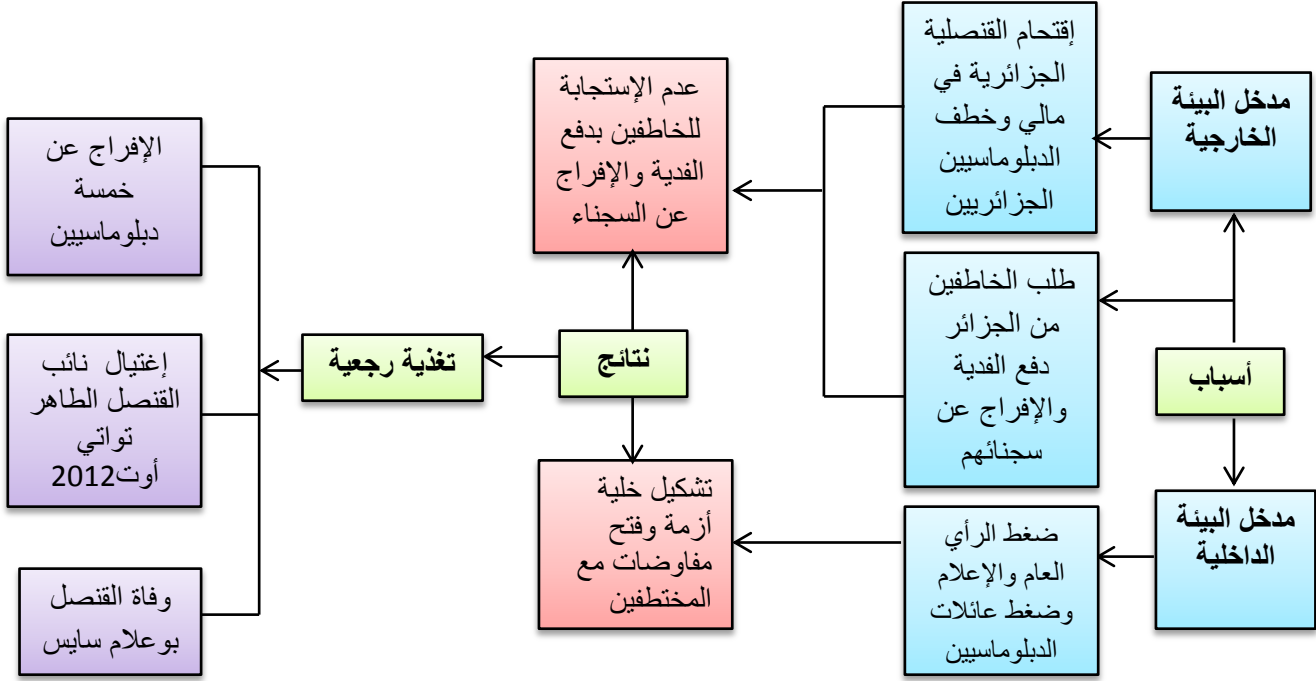 مدخل البيئة
الخارجية
أسباب
مدخل البيئة
الداخلية
إقتحام القنصلية
الجزائرية في
مالي وخطف
الدبلوماسيين
الجزائريين
طلب الخاطفين
من الجزائر
دفع الفدية
والإفراج عن
سجنائهم
ضغط الرأي
العام والإعلام
وضغط عائلات
الدبلوماسيين
عدم الإستجابة
للخاطفين بدفع
الفدية والإفراج
عن السجناء
نتائج
تشكيل خلية
أزمة وفتح
مفاوضات مع
المختطفين
تغذية رجعية
الإفراج عن
خمسة
دبلوماسيين
إغتيال نائب
القنصل الطاهر
تواتي
أوت2012
وفاة القنصل
بوعلام سايس